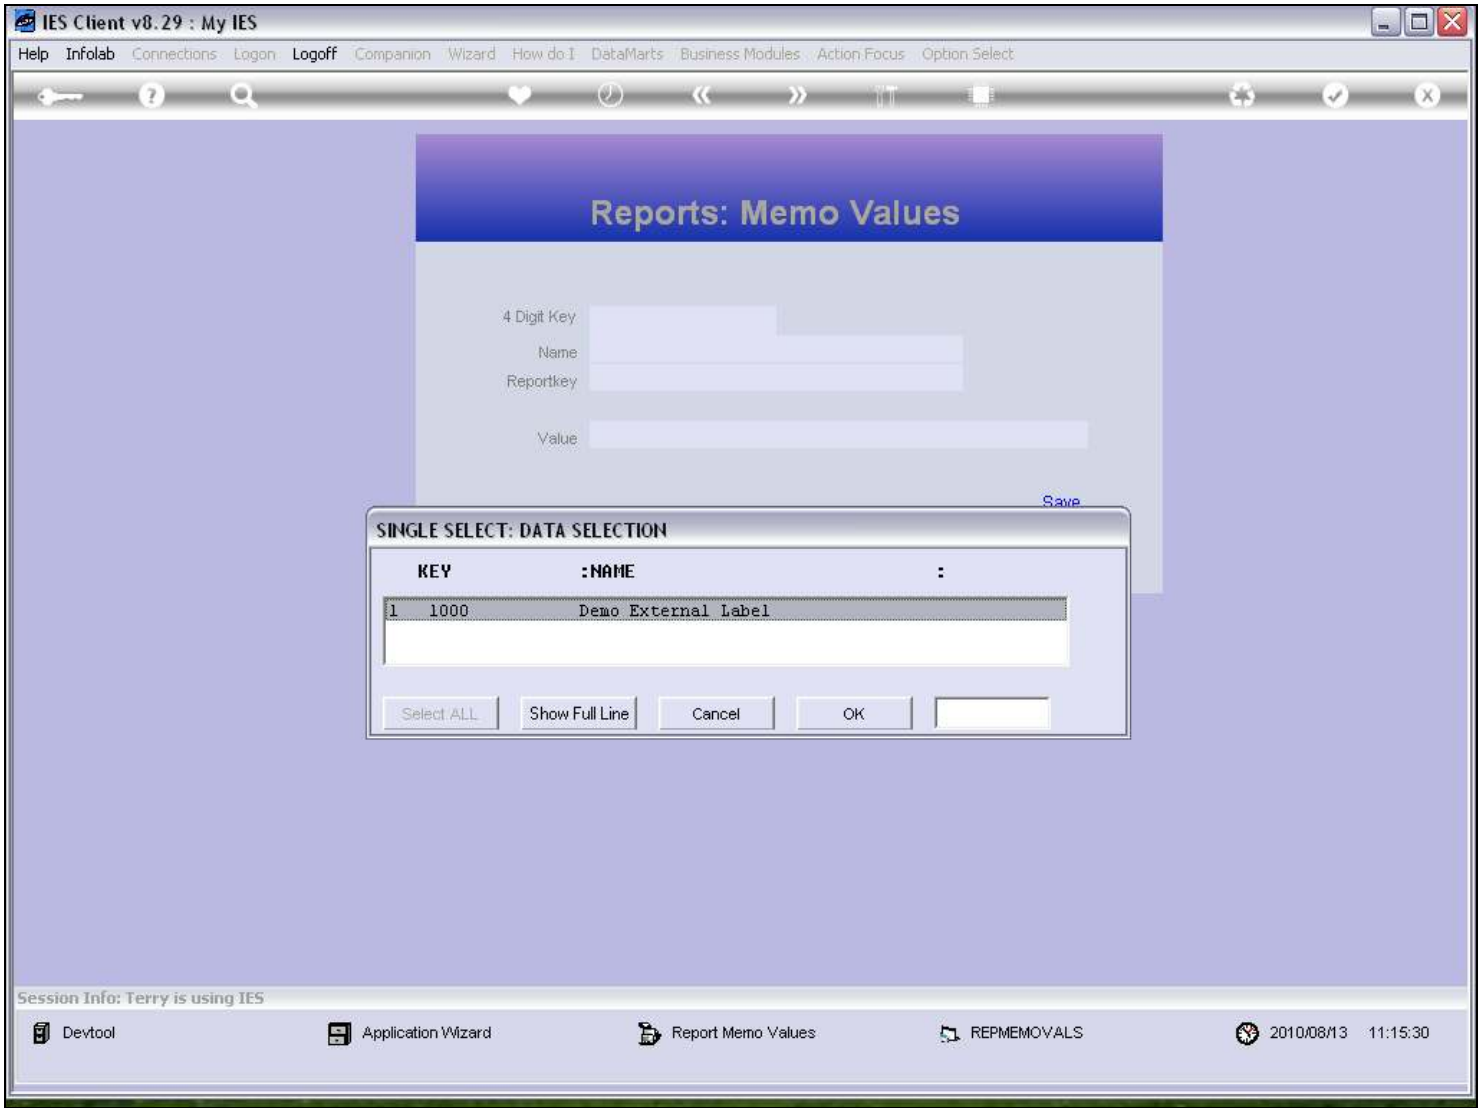 IES Client v8.29 : My IES
Help Infolab Connections Logon Logoff Companion Wizard How do I DataMarts Business Modules Action Focus Option Select
Reports: Memo Values
4 Digit Key
Name
Reportkey
Value
Save
SINGLE SELECT: DATA SELECTION
KEY :NAME :
1 1000 Demo External Label
Select ALL Show Full Line Cancel OK
Session Info: Terry is using IES
Devtool Application Wizard Report Memo Values REPMEMOVALS 2010/08/13 11:15:30